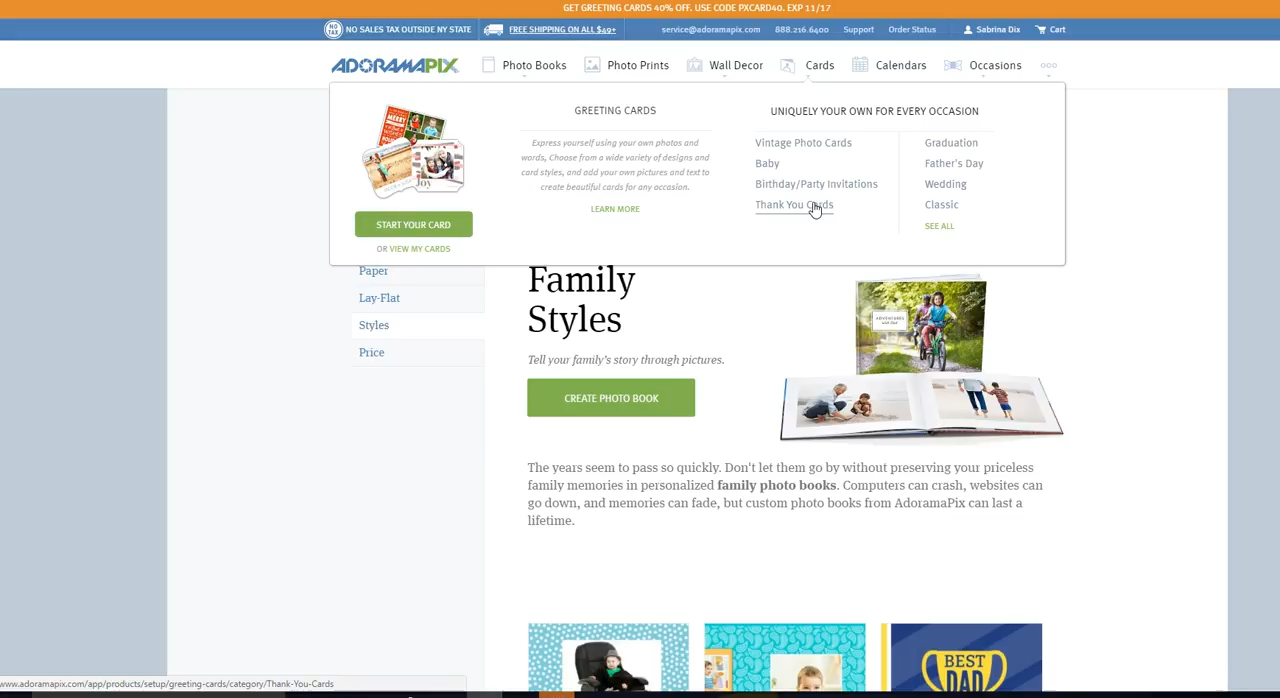 GET GREETING CARDS 40% OFF. USE CODE PXCARD40. EXP 11/17
NO TAX
NO SALES TAX OUTSIDE NY STATE
FREE SHIPPING ON ALL $49+
service@adoramapix.com
888.216.6400
Support
Order Status
Sabrina Dix
Cart
ADORAMAPIX
Photo Books
Photo Prints
Wall Decor
Cards
Calendars
Occasions
START YOUR CARD
OR VIEW MY CARDS
GREETING CARDS
Express yourself using your own photos and
words, Choose from a wide variety of designs and
card styles, and add your own pictures and text to
create beautiful cards for any occasion.
LEARN MORE
UNIQUELY YOUR OWN FOR EVERY OCCASION
Vintage Photo Cards
Baby
Birthday/Party Invitations
Thank You Cards
Graduation
Father's Day
Wedding
Classic
SEE ALL
Paper
Lay-Flat
Styles
Price
Family
Styles
Tell your family's story through pictures.
CREATE PHOTO BOOK
The years seem to pass so quickly. Don't let them go by without preserving your priceless
family memories in personalized family photo books. Computers can crash, websites can
go down, and memories can fade, but custom photo books from AdoramaPix can last a
lifetime.
BEST
DAD
www.adoramapix.com/app/products/setup/greeting-cards/category/Thank-You-Cards